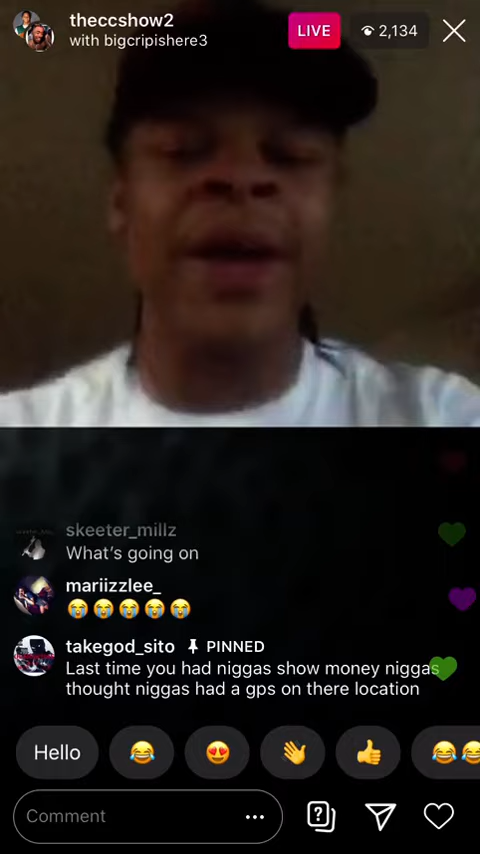 theccshow2
with bigcripishere3
LIVE
2,134
skeeter_millz
What's going on
mariizzlee_
😭😭😭😭😭
takegod_sito PINNED
Last time you had niggas show money niggas
thought niggas had a gps on there location
Hello
Comment